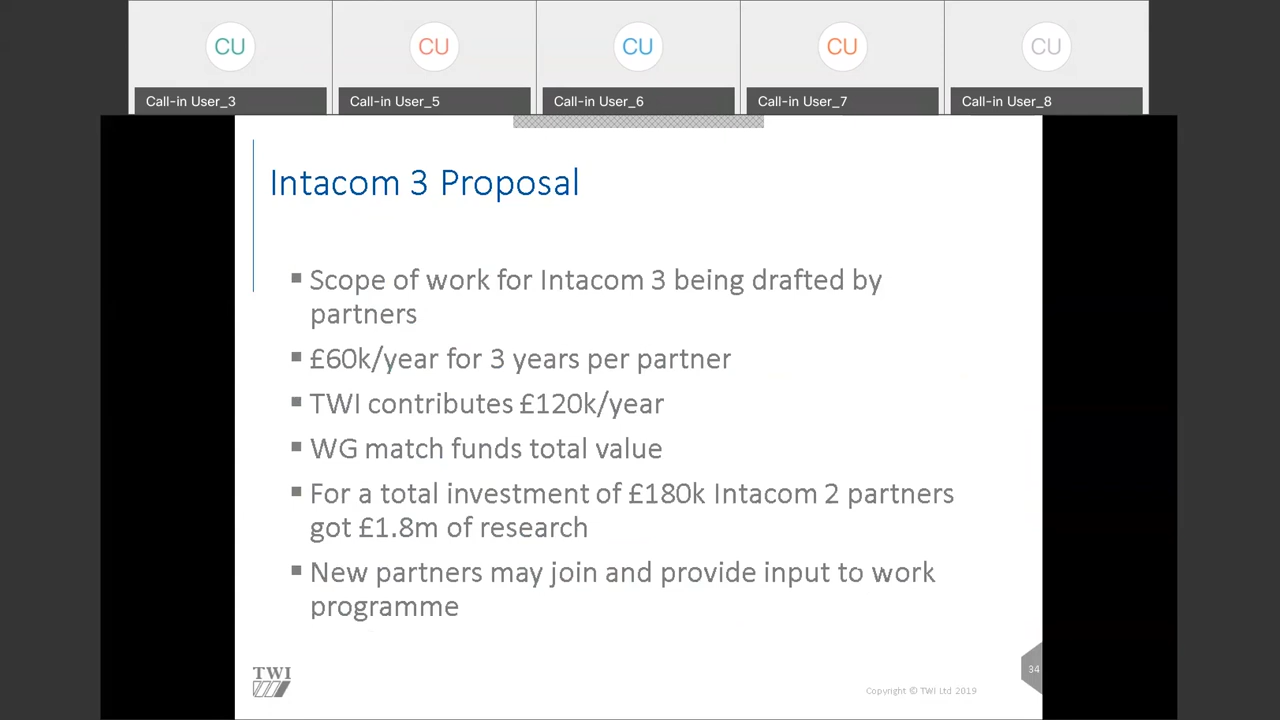 CU CU CU CU CU
Call-in User_3 Call-in User_5 Call-in User_6 Call-in User_7 Call-in User_8
Intacom 3 Proposal
▪ Scope of work for Intacom 3 being drafted by
partners
▪ £60k/year for 3 years per partner
▪ TWI contributes £120k/year
▪ WG match funds total value
▪ For a total investment of £180k Intacom 2 partners
got £1.8m of research
▪ New partners may join and provide input to work
programme
TWI
34
Copyright © TWI Ltd 2019